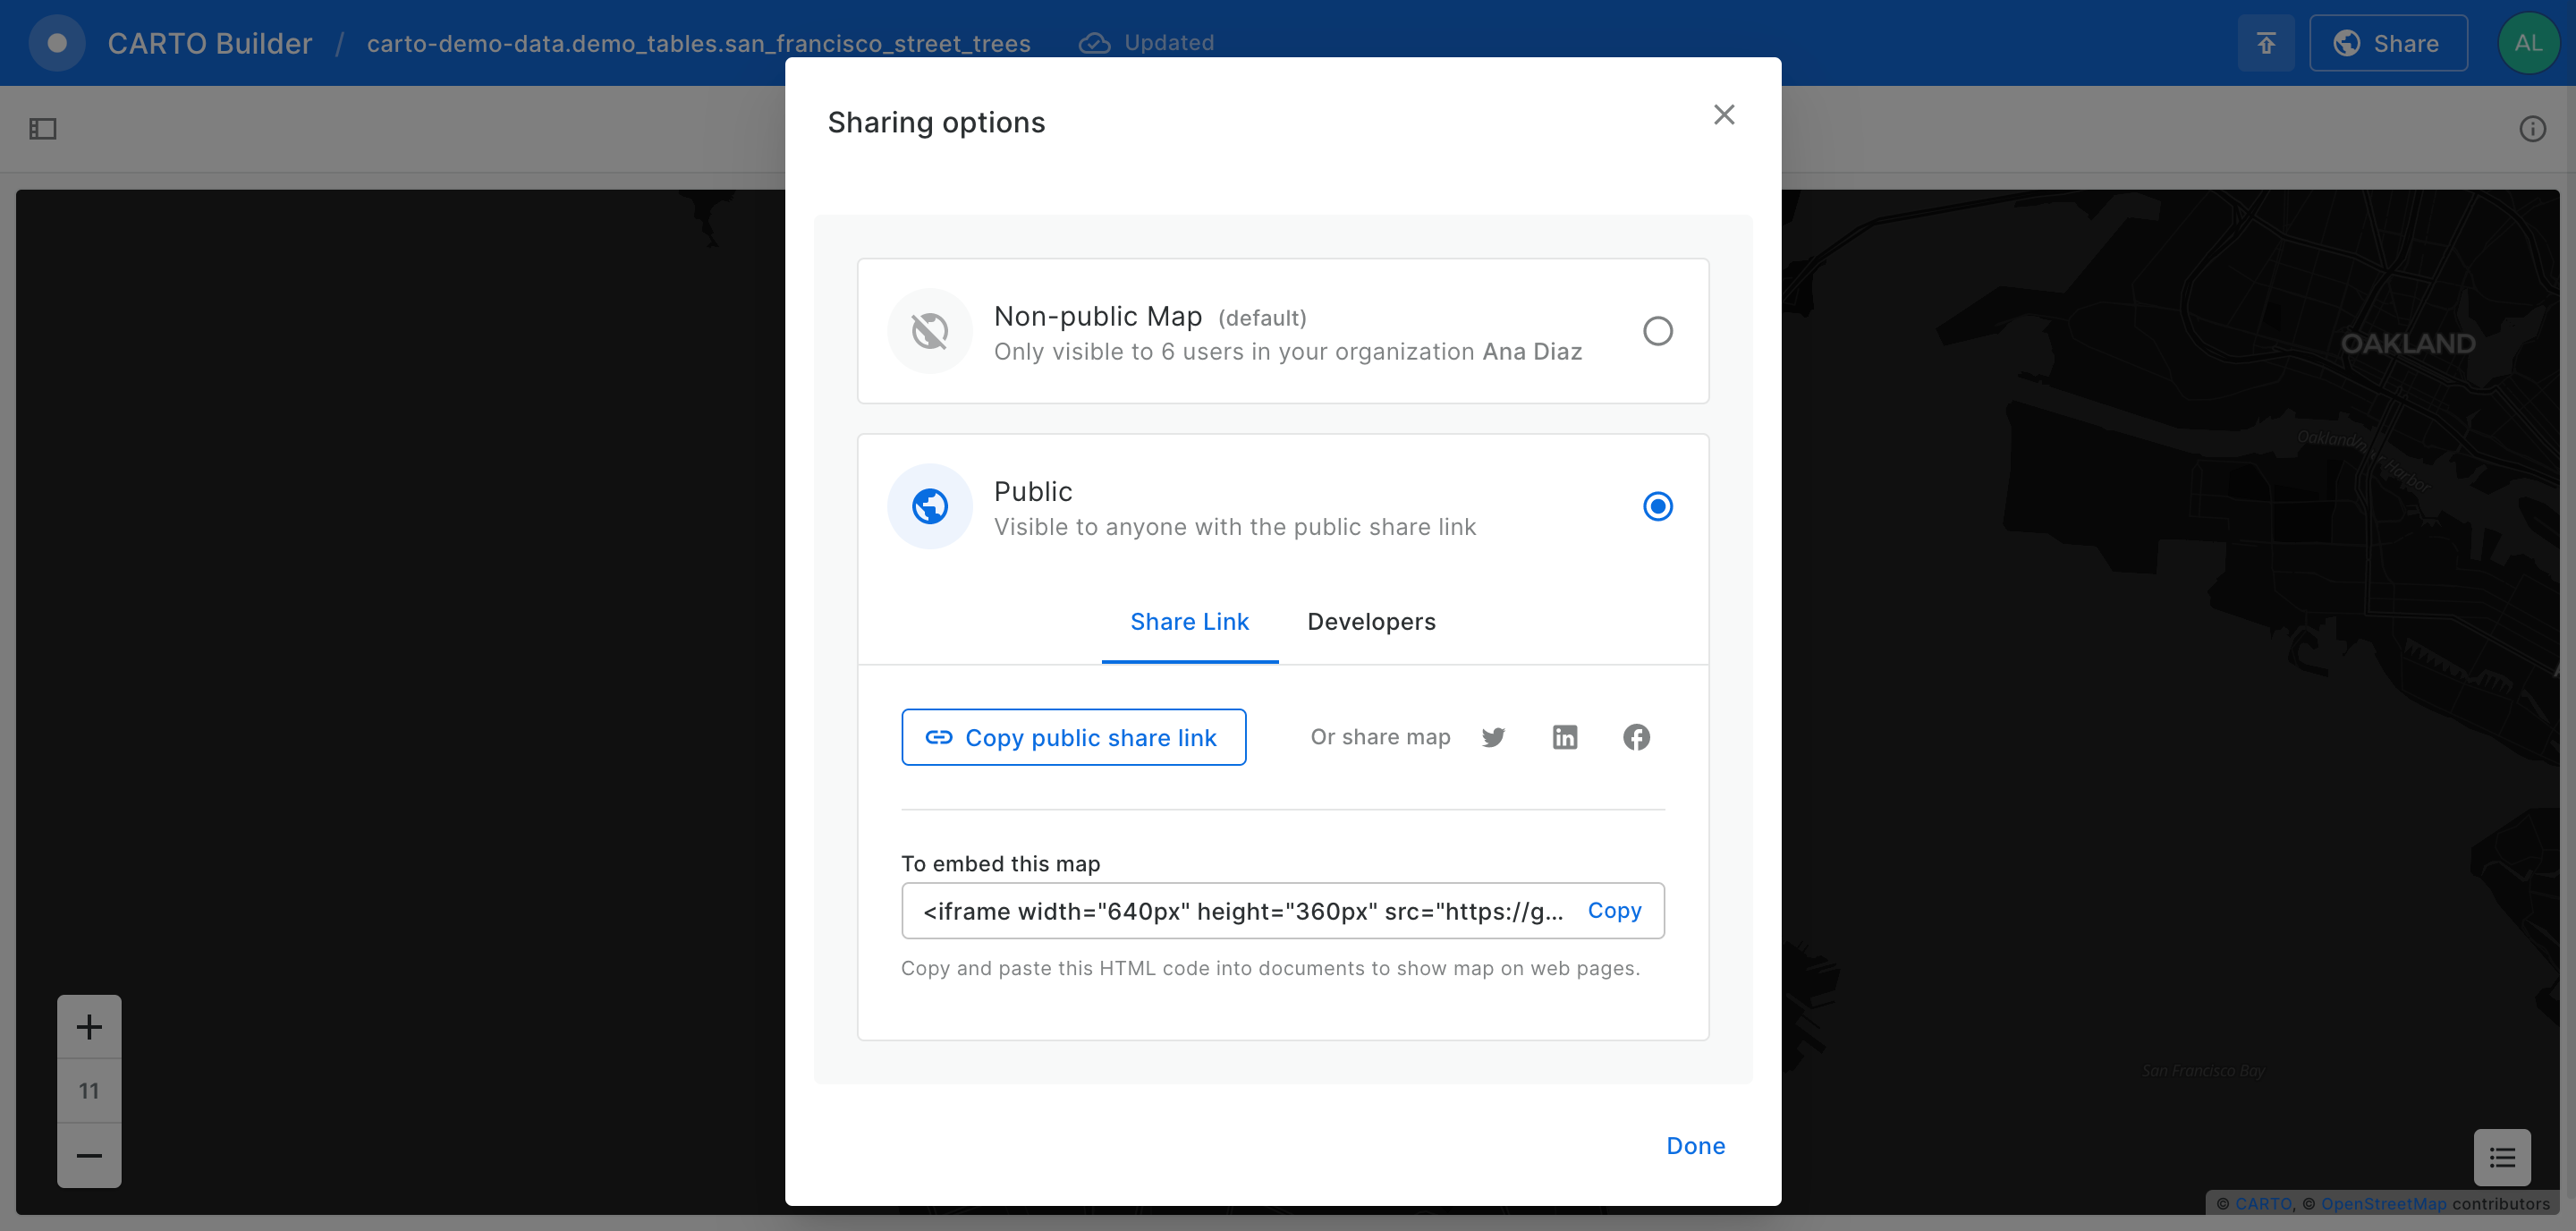 CARTO Builder / carto-demo-data.demo_tables.san_francisco_street_trees Updated
Share
AL
Sharing options
Non-public Map (default)
Only visible to 6 users in your organization Ana Diaz
Public
Visible to anyone with the public share link
Share Link Developers
Copy public share link
Or share map
To embed this map
<iframe width="640px" height="360px" src="https://g... Copy
Copy and paste this HTML code into documents to show map on web pages.
Done
OAKLAND
Oakland Inner Harbor
San Francisco Bay
11
© CARTO, © OpenStreetMap contributors